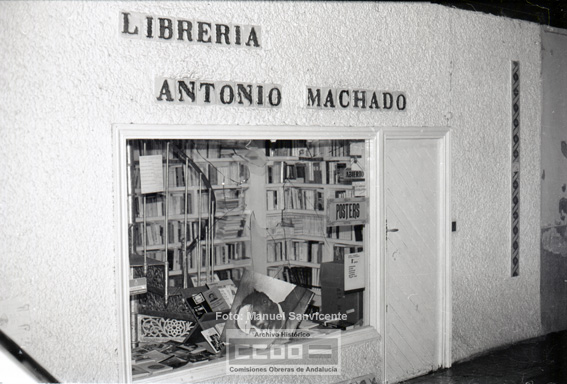 LIBRERIA
ANTONIO MACHADO
POSTERS
Foto: Manuel Sanvicente
Archivo Histórico
CCOO
Comisiones Obreras de Andalucía